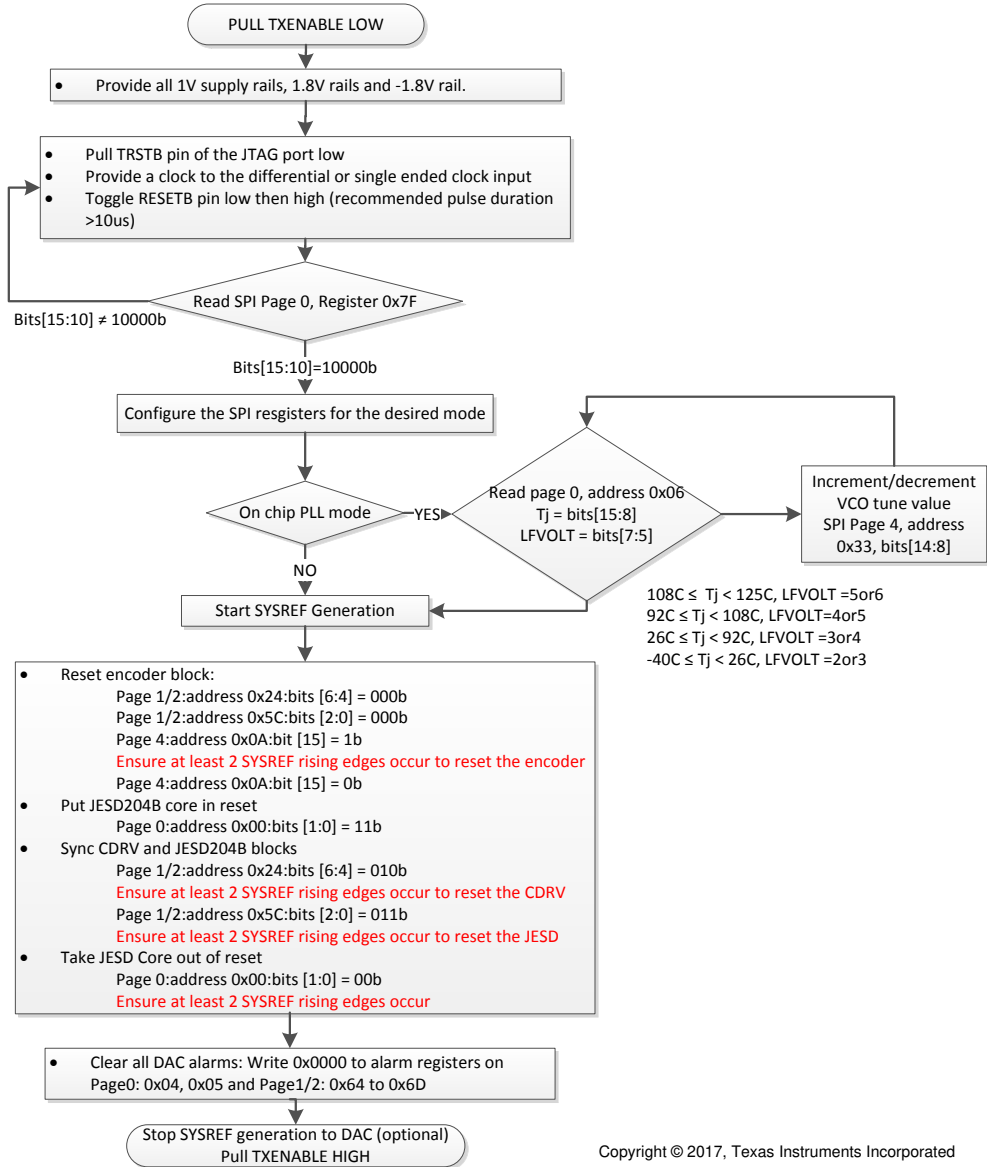 PULL TXENABLE LOW
• Provide all 1V supply rails, 1.8V rails and -1.8V rail.
• Pull TRSTB pin of the JTAG port low
• Provide a clock to the differential or single ended clock input
• Toggle RESETB pin low then high (recommended pulse duration
>10us)
Read SPI Page 0, Register 0x7F
Bits[15:10] ≠ 10000b
Bits[15:10]=10000b
Configure the SPI resgisters for the desired mode
On chip PLL mode
YES
Read page 0, address 0x06
Tj = bits[15:8]
LFVOLT = bits[7:5]
Increment/decrement
VCO tune value
SPI Page 4, address
0x33, bits[14:8]
108C ≤ Tj < 125C, LFVOLT =5or6
92C ≤ Tj < 108C, LFVOLT=4or5
26C ≤ Tj < 92C, LFVOLT =3or4
-40C ≤ Tj < 26C, LFVOLT =2or3
NO
Start SYSREF Generation
• Reset encoder block:
Page 1/2:address 0x24:bits [6:4] = 000b
Page 1/2:address 0x5C:bits [2:0] = 000b
Page 4:address 0x0A:bit [15] = 1b
Ensure at least 2 SYSREF rising edges occur to reset the encoder
Page 4:address 0x0A:bit [15] = 0b
• Put JESD204B core in reset
Page 0:address 0x00:bits [1:0] = 11b
• Sync CDRV and JESD204B blocks
Page 1/2:address 0x24:bits [6:4] = 010b
Ensure at least 2 SYSREF rising edges occur to reset the CDRV
Page 1/2:address 0x5C:bits [2:0] = 011b
Ensure at least 2 SYSREF rising edges occur to reset the JESD
• Take JESD Core out of reset
Page 0:address 0x00:bits [1:0] = 00b
Ensure at least 2 SYSREF rising edges occur
• Clear all DAC alarms: Write 0x0000 to alarm registers on
Page0: 0x04, 0x05 and Page1/2: 0x64 to 0x6D
Stop SYSREF generation to DAC (optional)
Pull TXENABLE HIGH
Copyright © 2017, Texas Instruments Incorporated